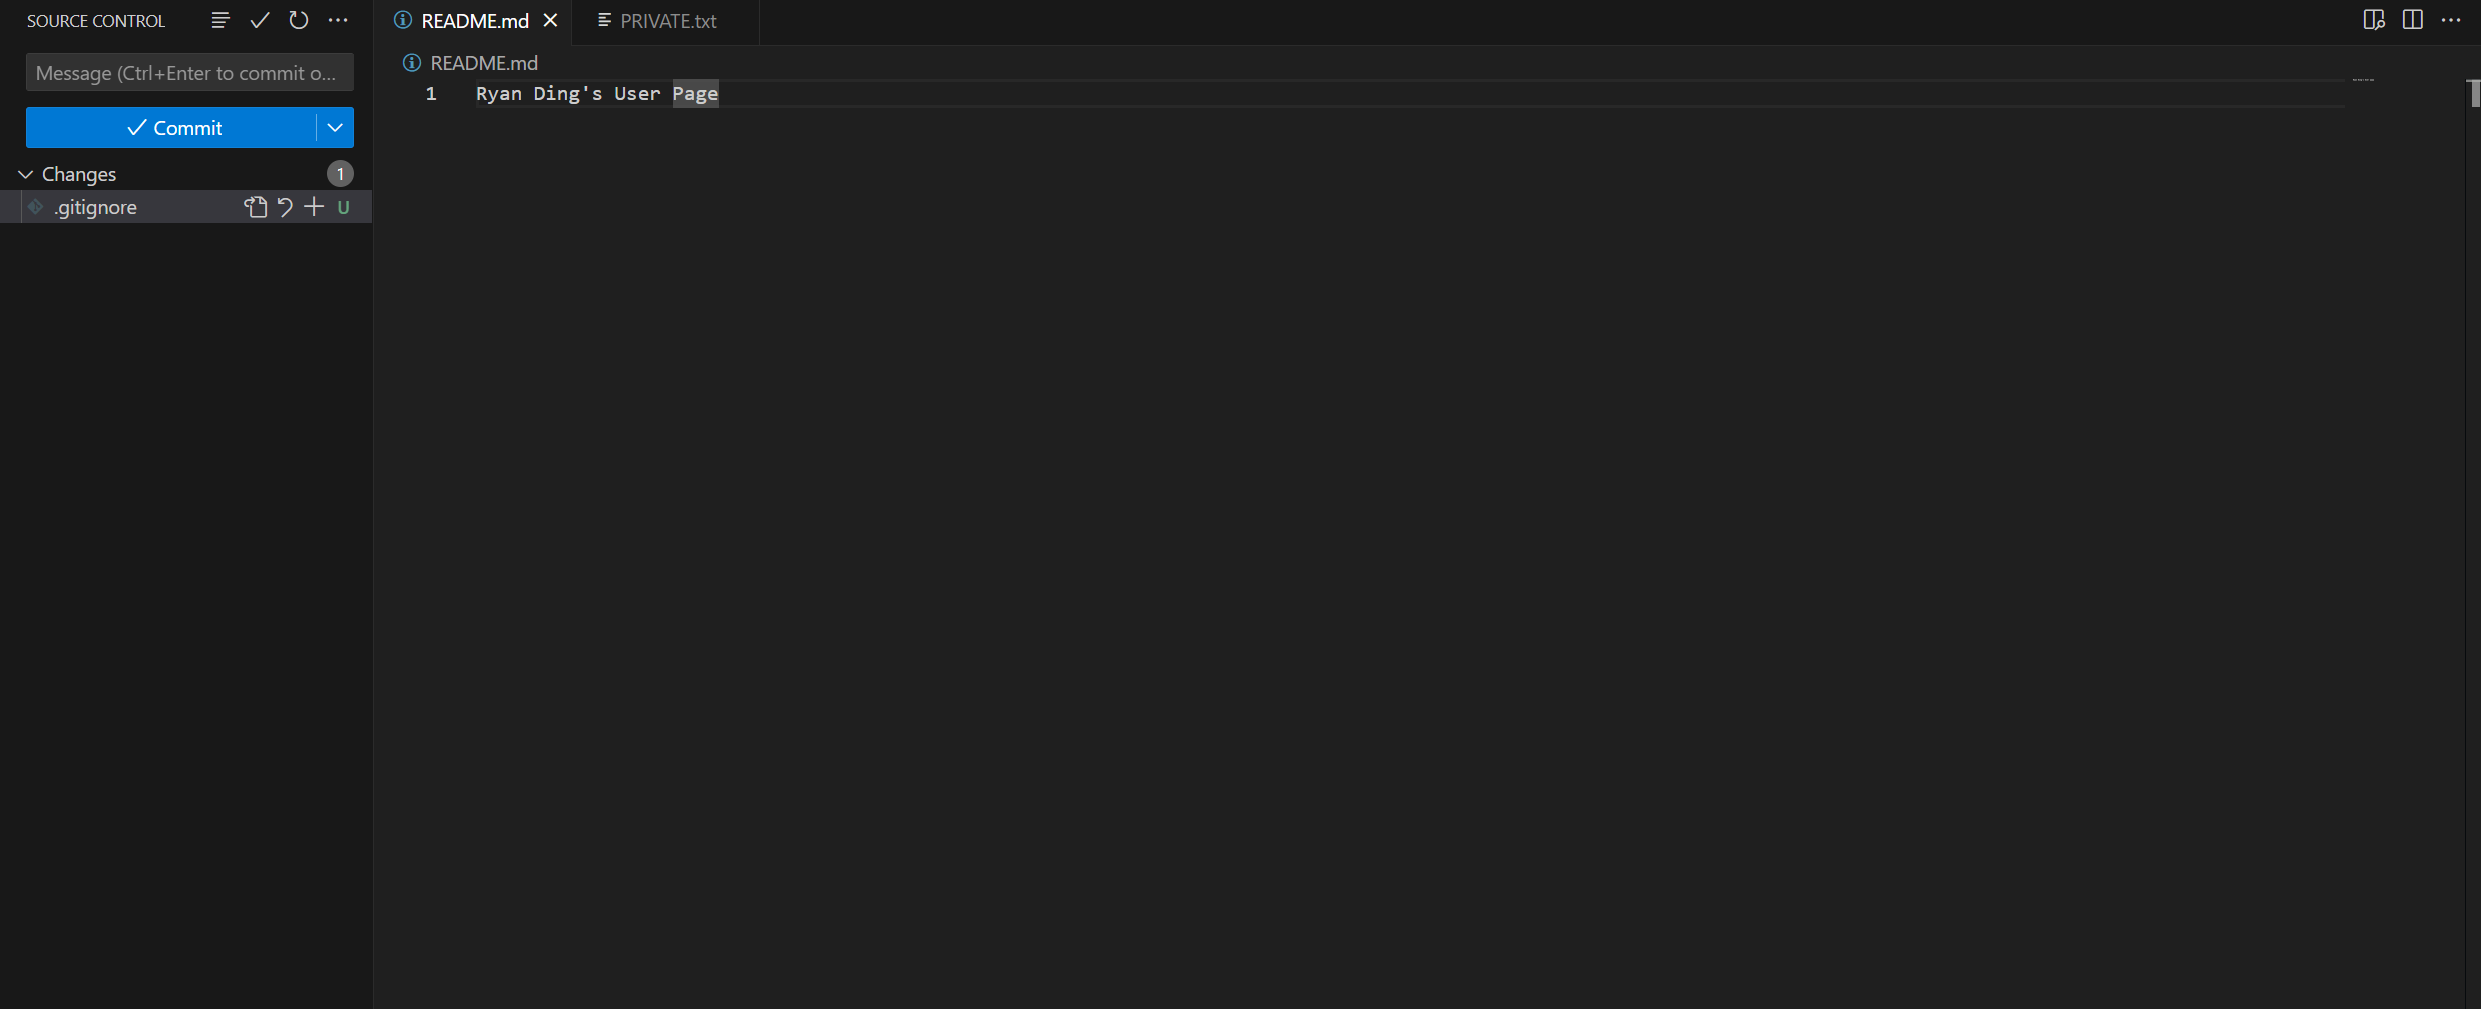 SOURCE CONTROL
Message (Ctrl+Enter to commit o...
Commit
Changes 1
.gitignore U
README.md PRIVATE.txt
README.md
1 Ryan Ding's User Page